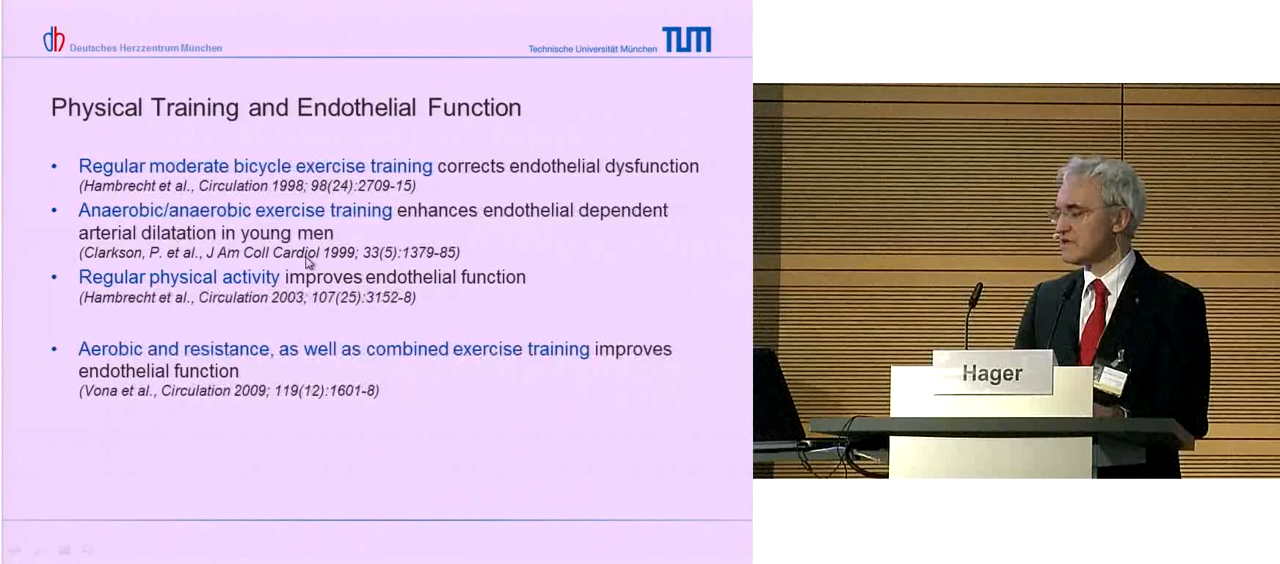 Deutsches Herzzentrum München
Technische Universität München TUM
Physical Training and Endothelial Function
• Regular moderate bicycle exercise training corrects endothelial dysfunction
(Hambrecht et al., Circulation 1998; 98(24):2709-15)
• Anaerobic/anaerobic exercise training enhances endothelial dependent
arterial dilatation in young men
(Clarkson, P. et al., J Am Coll Cardiol 1999; 33(5):1379-85)
• Regular physical activity improves endothelial function
(Hambrecht et al., Circulation 2003; 107(25):3152-8)
• Aerobic and resistance, as well as combined exercise training improves
endothelial function
(Vona et al., Circulation 2009; 119(12):1601-8)
Hager